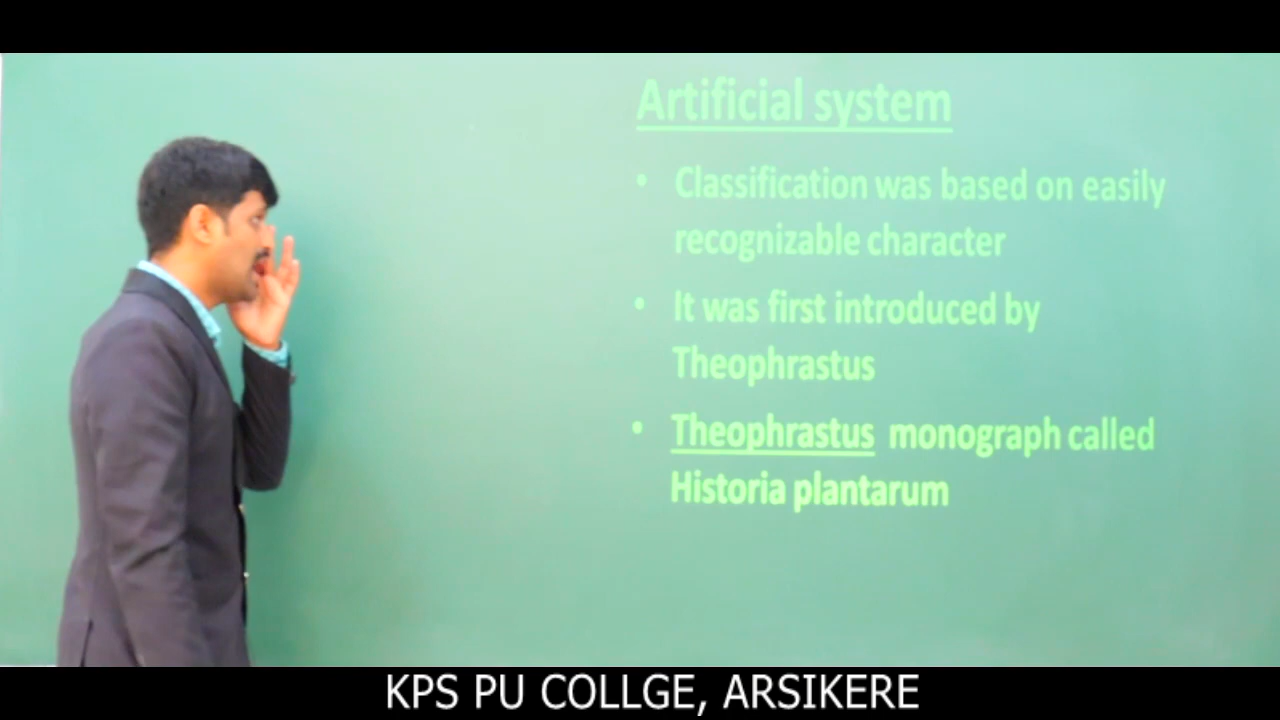 Artificial system
• Classification was based on easily
recognizable character
• It was first introduced by
Theophrastus
• Theophrastus monograph called
Historia plantarum
KPS PU COLLGE, ARSIKERE